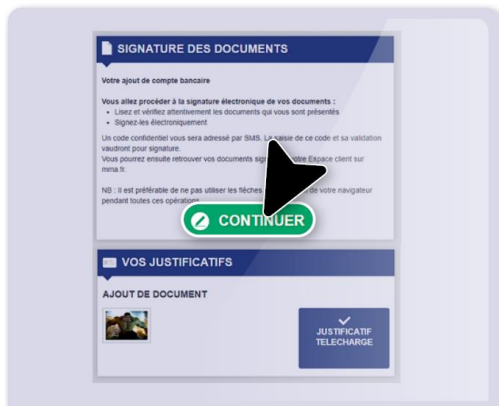 SIGNATURE DES DOCUMENTS
Votre ajout de compte bancaire
Vous allez procéder à la signature électronique de vos documents :
• Lisez et vérifiez attentivement les documents qui vous sont présentés
• Signez-les électroniquement
Un code confidentiel vous sera adressé par SMS. La saisie de ce code et sa validation
vaudront pour signature.
Vous pourrez ensuite retrouver vos documents votre Espace client sur
mma.fr.
NB : Il est préférable de ne pas utiliser les flèches de votre navigateur
pendant toutes ces opérations
CONTINUER
VOS JUSTIFICATIFS
AJOUT DE DOCUMENT
JUSTIFICATIF
TELECHARGE